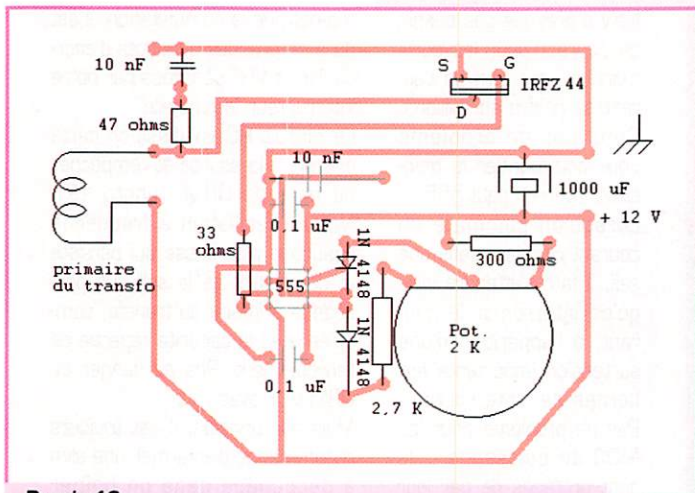 10 nF
S
G
IRFZ 44
D
47 ohms
10 nF
1000 uF
+ 12 V
0,1 uF
1N 4148
33 ohms
300 ohms
primaire du transfo
555
Pot. 2 K
1N 4148
0,1 uF
2,7 K